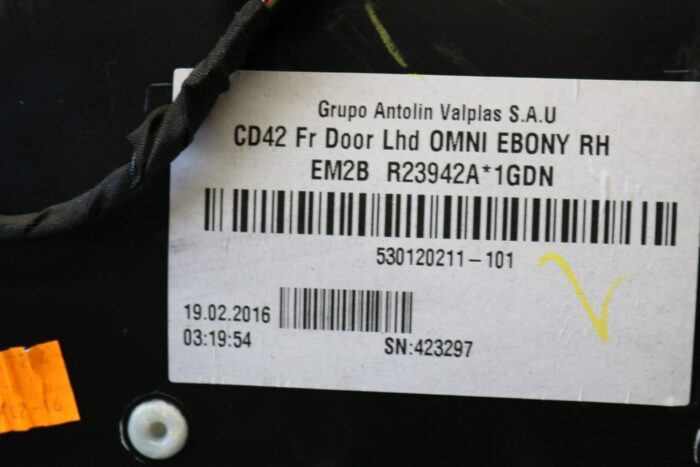 Grupo Antolin Valplas S.A.U
CD42 Fr Door Lhd OMNI EBONY RH
EM2B R23942A*1GDN
530120211-101
19.02.2016
03:19:54
SN:423297